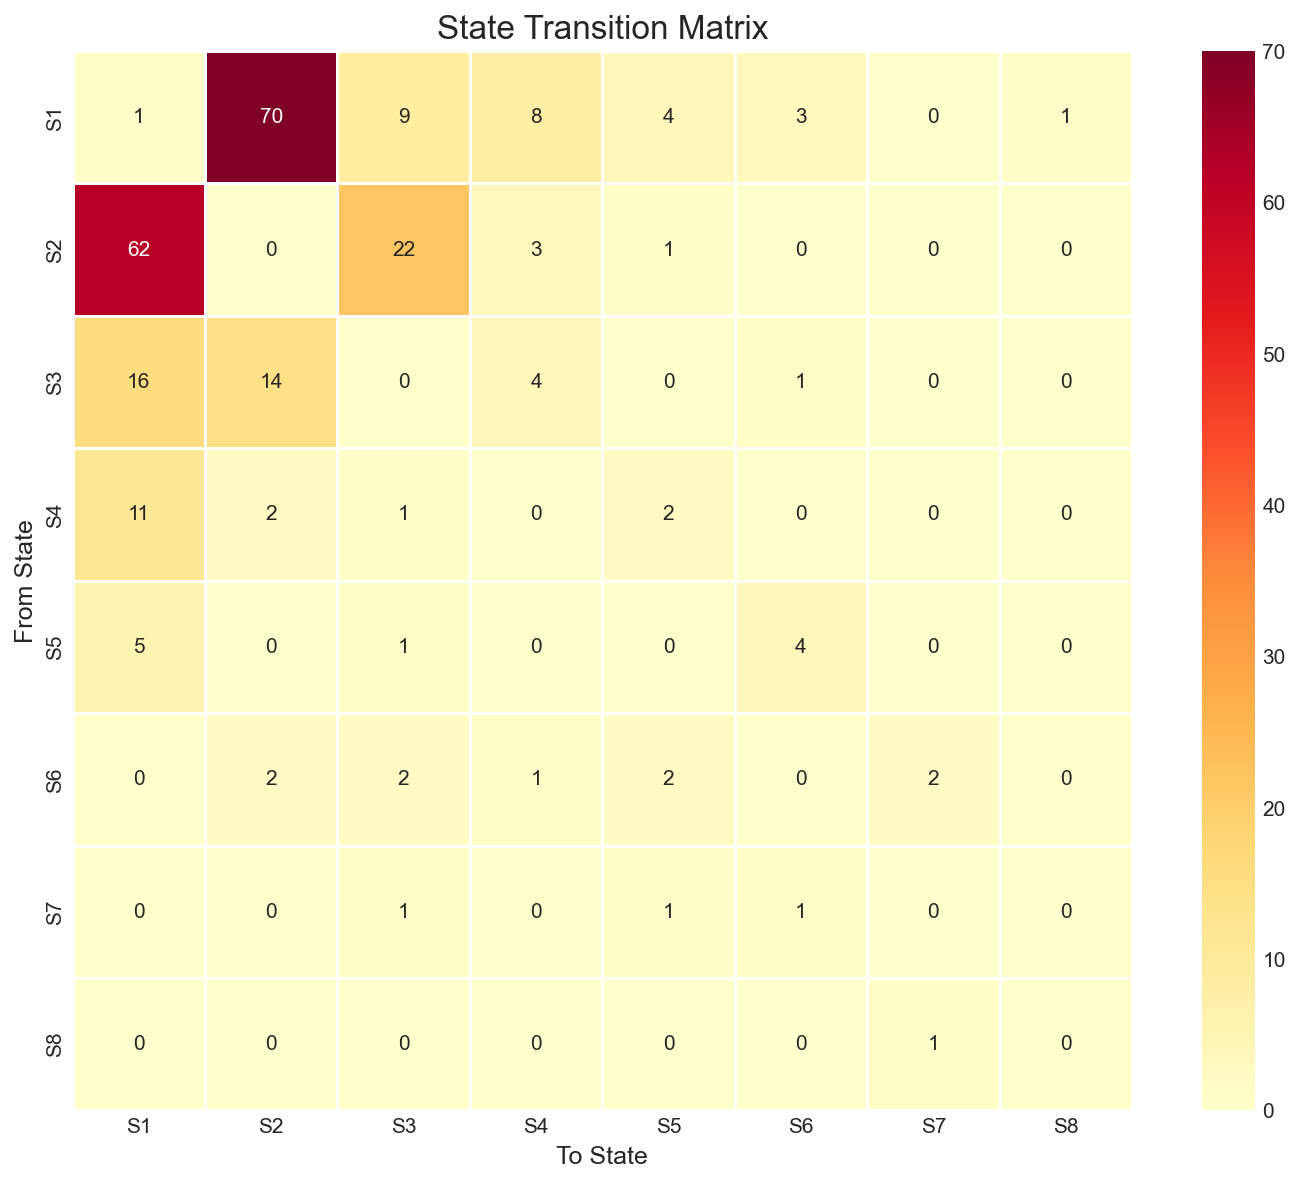 State Transition Matrix
S1 1 70 9 8 4 3 0 1
S2 62 0 22 3 1 0 0 0
S3 16 14 0 4 0 1 0 0
S4 11 2 1 0 2 0 0 0
S5 5 0 1 0 0 4 0 0
S6 0 2 2 1 2 0 2 0
S7 0 0 1 0 1 1 0 0
S8 0 0 0 0 0 0 1 0
S1 S2 S3 S4 S5 S6 S7 S8
From State
To State
70
60
50
40
30
20
10
0